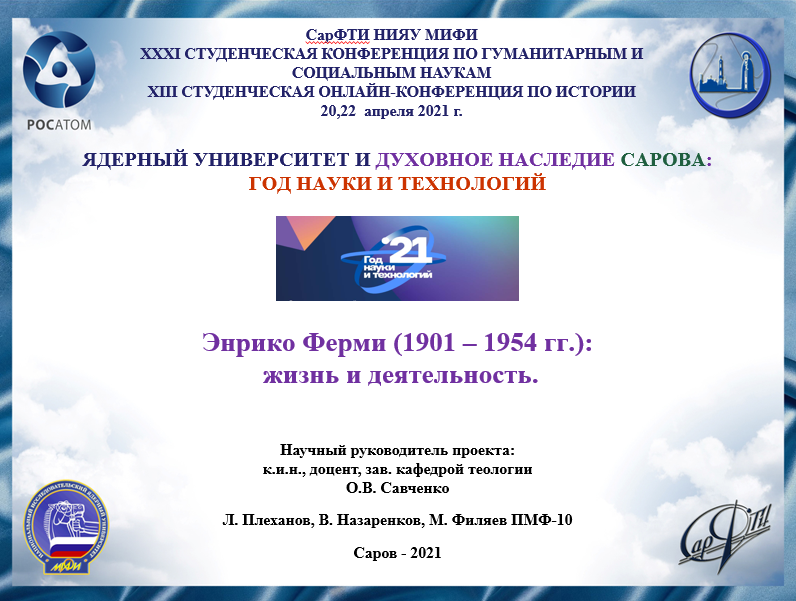 СарФТИ НИЯУ МИФИ
XXXI СТУДЕНЧЕСКАЯ КОНФЕРЕНЦИЯ ПО ГУМАНИТАРНЫМ И
СОЦИАЛЬНЫМ НАУКАМ
XIII СТУДЕНЧЕСКАЯ ОНЛАЙН-КОНФЕРЕНЦИЯ ПО ИСТОРИИ
20,22 апреля 2021 г.
РОСАТОМ
ЯДЕРНЫЙ УНИВЕРСИТЕТ И ДУХОВНОЕ НАСЛЕДИЕ САРОВА:
ГОД НАУКИ И ТЕХНОЛОГИЙ
'21
Год
науки
и технологий
Энрико Ферми (1901 – 1954 гг.):
жизнь и деятельность.
Научный руководитель проекта:
к.и.н., доцент, зав. кафедрой теологии
О.В. Савченко
Л. Плеханов, В. Назаренков, М. Филяев ПМФ-10
Саров - 2021
НАЦИОНАЛЬНЫЙ ИССЛЕДОВАТЕЛЬСКИЙ ЯДЕРНЫЙ УНИВЕРСИТЕТ
МИФИ
СарФТИ